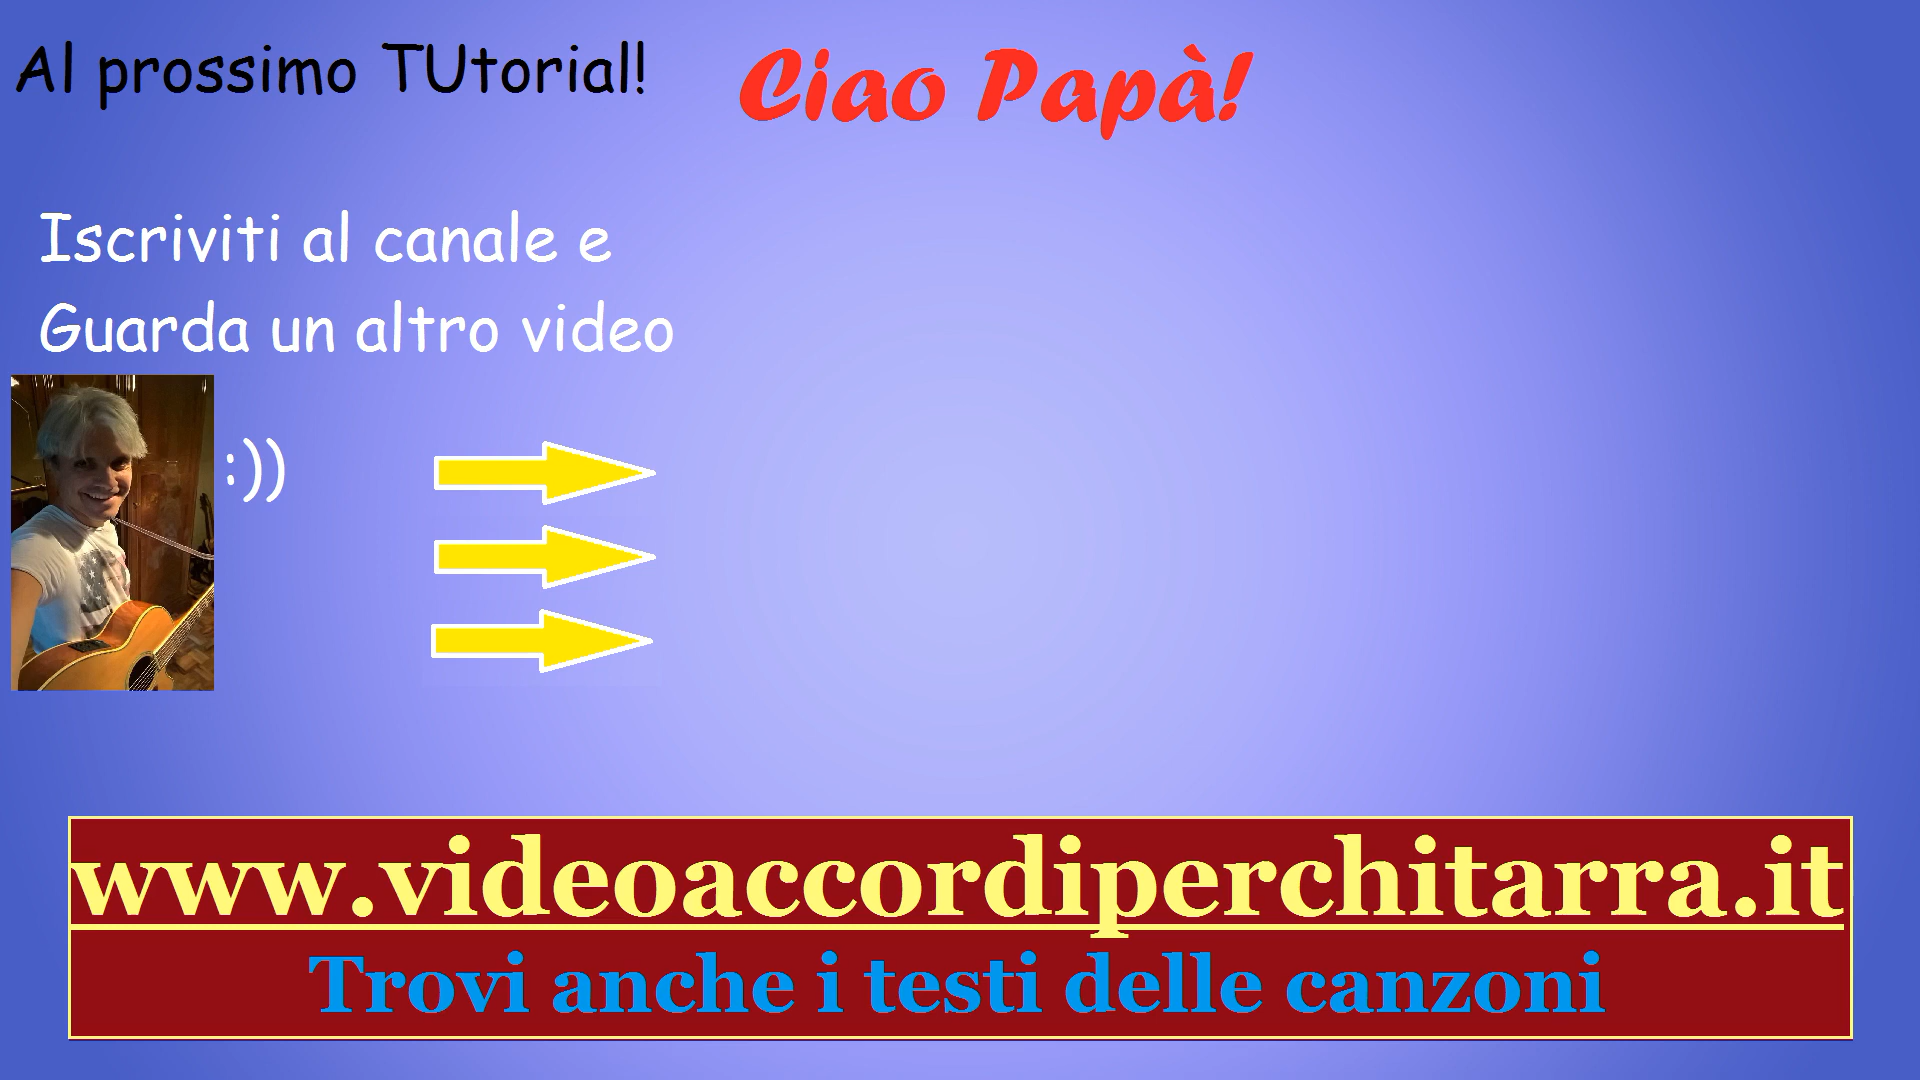 Al prossimo TUtorial!
Ciao Papà!
Iscriviti al canale e
Guarda un altro video
:))
www.videoaccordiperchitarra.it
Trovi anche i testi delle canzoni